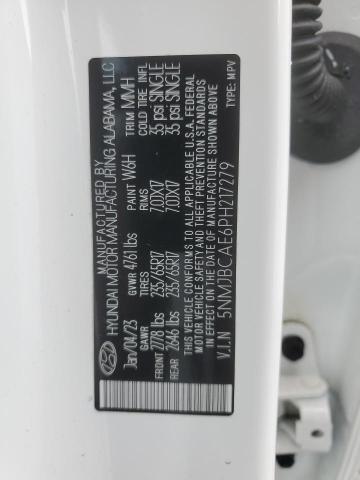 MANUFACTURED BY
HYUNDAI MOTOR MANUFACTURING ALABAMA, LLC
Jan/04/23 GVWR 4761 lbs PAINT W6H TRIM MMH
GAWR TIRES RIMS COLD TIRE INFL
FRONT 2778 lbs 235/65R17 7.0JX17 35 psi SINGLE
REAR 2646 lbs 235/65R17 7.0JX17 35 psi SINGLE
THIS VEHICLE CONFORMS TO ALL APPLICABLE U.S.A. FEDERAL
MOTOR VEHICLE SAFETY, BUMPER, AND THEFT PREVENTION STANDARDS
IN EFFECT ON THE DATE OF MANUFACTURE SHOWN ABOVE
V.I.N 5NMJBCAE6PH217279 TYPE: MPV